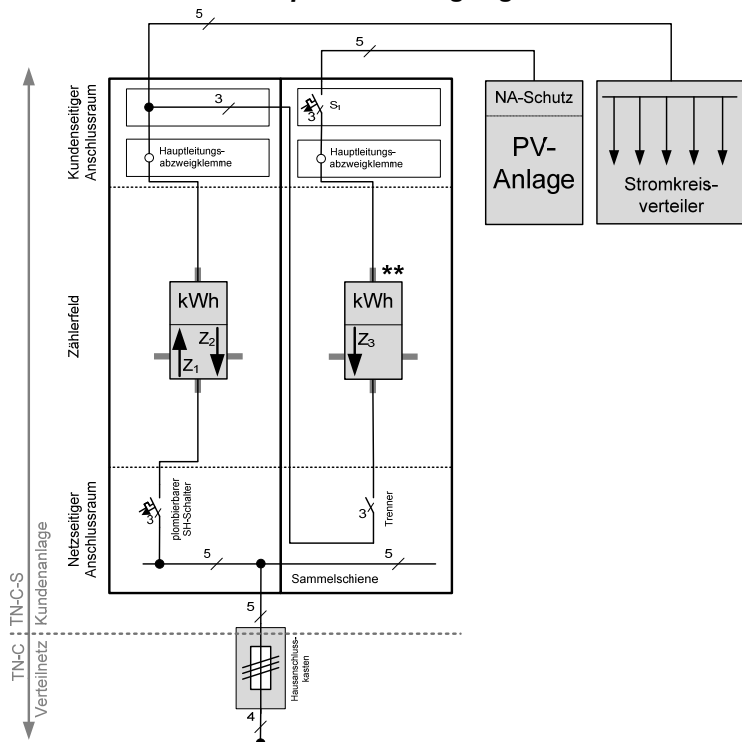 5
5
Kundenseitiger
Anschlussraum
3
S1
3
Hauptleitungs-
abzweigklemme
Hauptleitungs-
abzweigklemme
NA-Schutz
PV-
Anlage
Stromkreis-
verteiler
Zählerfeld
**
kWh
Z1
Z2
kWh
Z3
Netzseitiger
Anschlussraum
3
plombierbarer
SH-Schalter
3
Trenner
5
5
Sammelschiene
TN-C-S
Kundenanlage
5
TN-C
Verteilnetz
Hausanschluss-
kasten
4